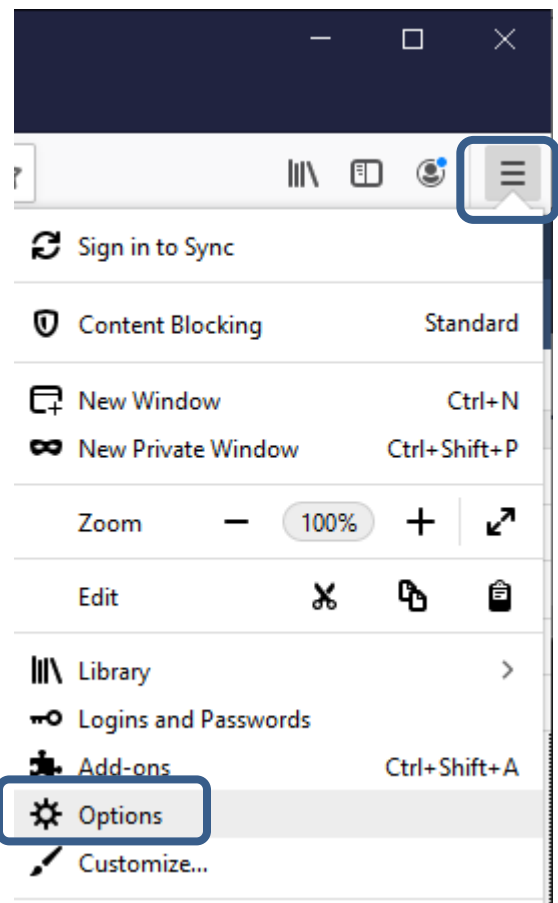 Sign in to Sync
Content Blocking Standard
New Window Ctrl+N
New Private Window Ctrl+Shift+P
Zoom 100%
Edit
Library
Logins and Passwords
Add-ons Ctrl+Shift+A
Options
Customize...